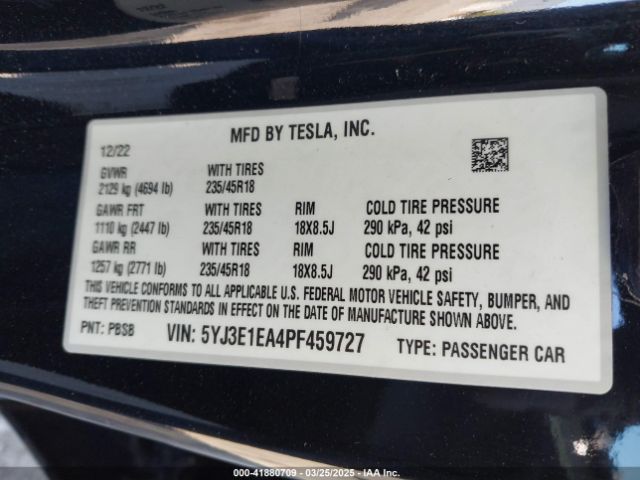 MFD BY TESLA, INC.
12/22
GVWR WITH TIRES
2129 kg (4694 lb) 235/45R18
GAWR FRT WITH TIRES RIM COLD TIRE PRESSURE
1110 kg (2447 lb) 235/45R18 18X8.5J 290 kPa, 42 psi
GAWR RR WITH TIRES RIM COLD TIRE PRESSURE
1257 kg (2771 lb) 235/45R18 18X8.5J 290 kPa, 42 psi
THIS VEHICLE CONFORMS TO ALL APPLICABLE U.S. FEDERAL MOTOR VEHICLE SAFETY, BUMPER, AND
THEFT PREVENTION STANDARDS IN EFFECT ON THE DATE OF MANUFACTURE SHOWN ABOVE.
PNT: PBSB VIN: 5YJ3E1EA4PF459727 TYPE: PASSENGER CAR
000-41880709 - 03/25/2025 - IAA Inc.